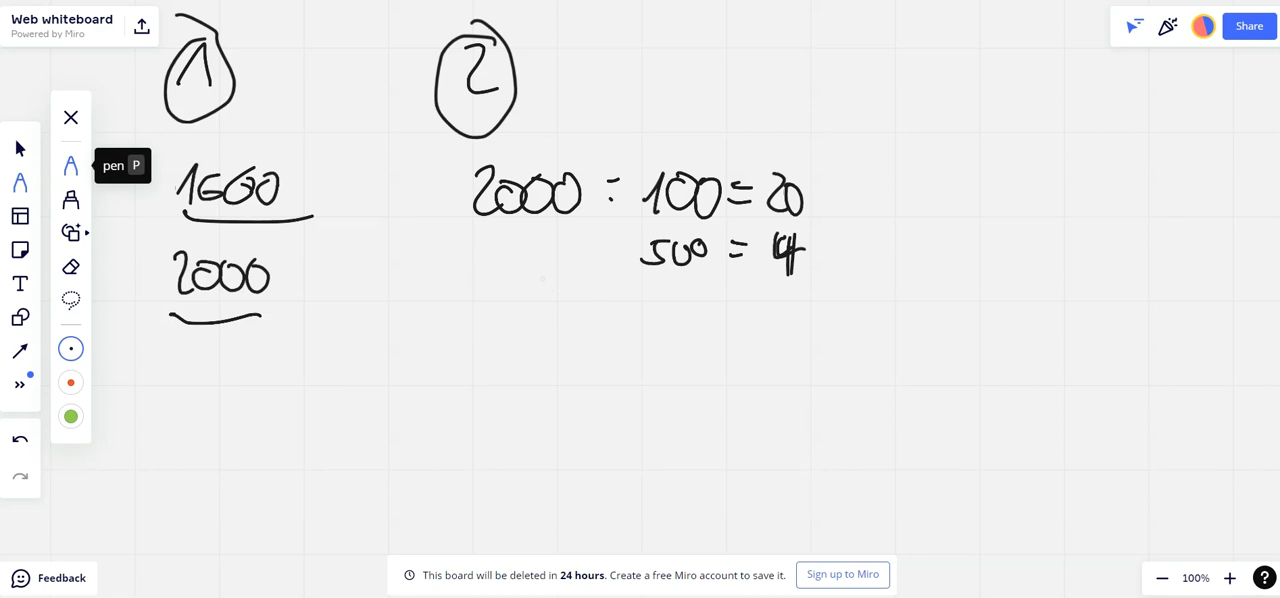 Web whiteboard
Powered by Miro
Share
1
2
pen P
1600
2000 : 100 = 20
500 = 4
2000
T
Feedback
This board will be deleted in 24 hours. Create a free Miro account to save it.
Sign up to Miro
100%
?